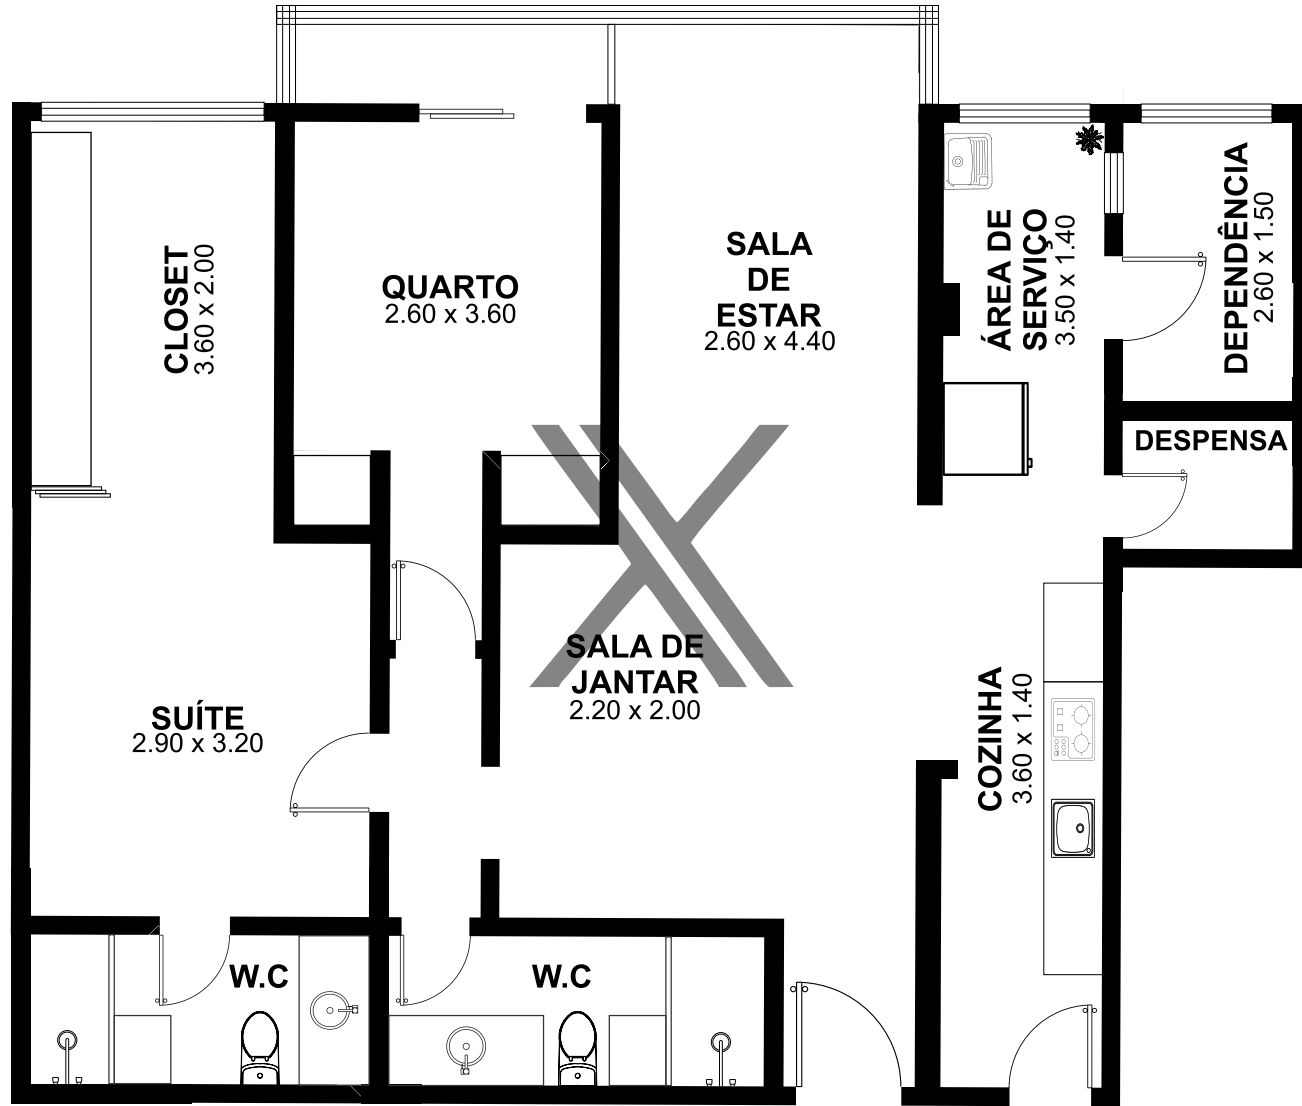 CLOSET
3.60 x 2.00
QUARTO
2.60 x 3.60
SALA
DE
ESTAR
2.60 x 4.40
ÁREA DE
SERVIÇO
3.50 x 1.40
DEPENDÊNCIA
2.60 x 1.50
DESPENSA
SUÍTE
2.90 x 3.20
SALA DE
JANTAR
2.20 x 2.00
COZINHA
3.60 x 1.40
W.C
W.C